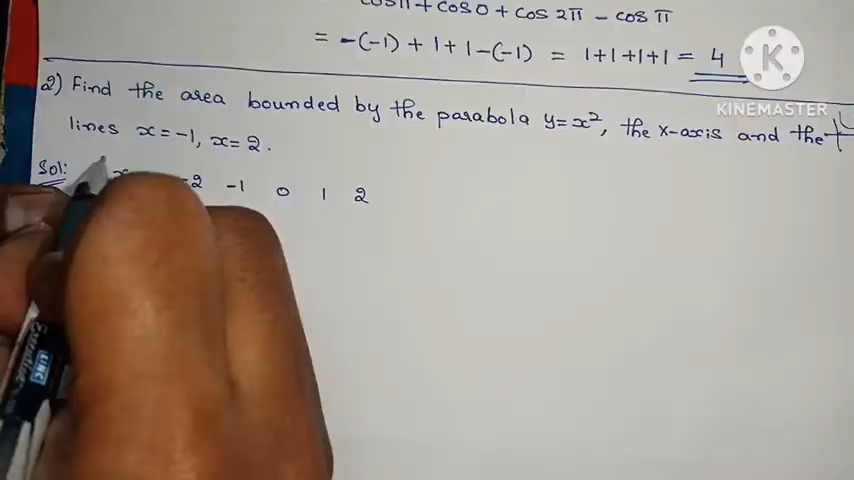 cos π + cos 0 + cos 2π - cos π
= -(-1) + 1 + 1 - (-1) = 1+1+1+1 = 4
KINEMASTER
2) Find the area bounded by the parabola y = x², the x-axis and the
lines x = -1, x = 2.
Sol:
x -2 -1 0 1 2